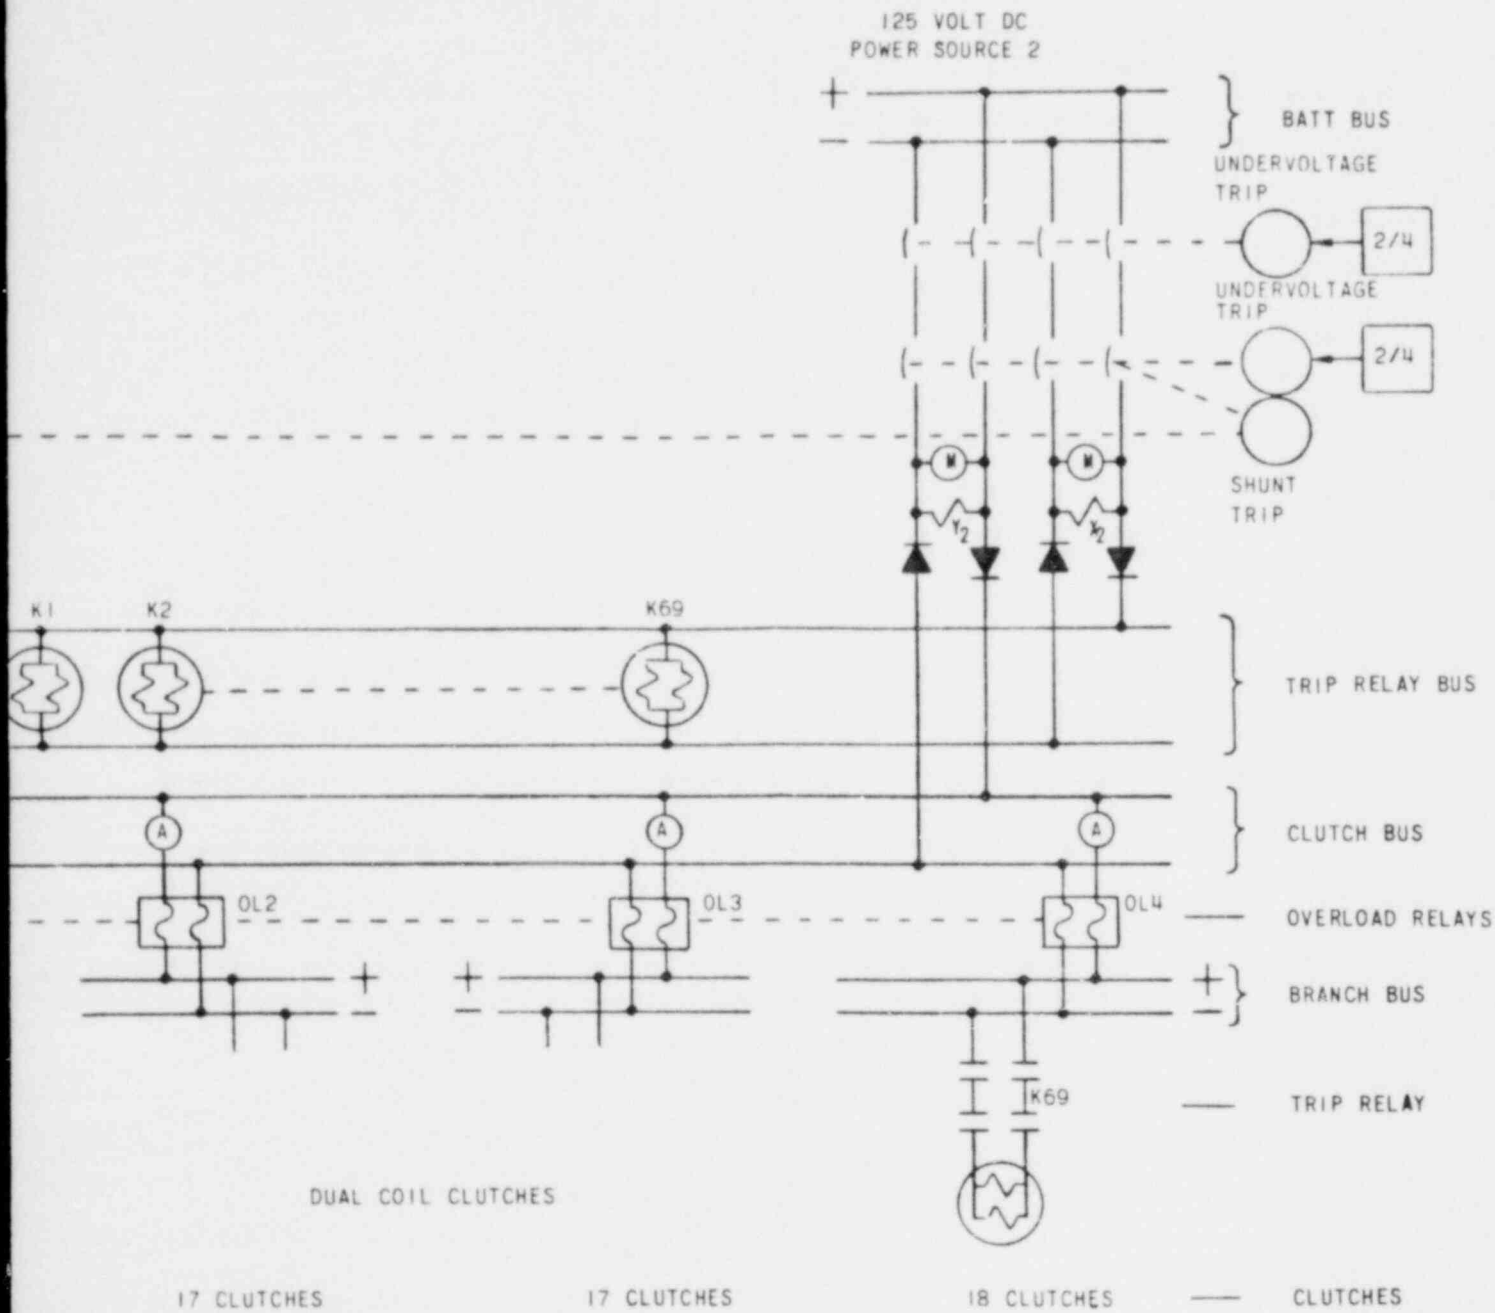 125 VOLT DC
POWER SOURCE 2
+
−
BATT BUS
UNDERVOLTAGE
TRIP
2/4
UNDERVOLTAGE
TRIP
2/4
M
M
SHUNT
TRIP
Y2
X2
K1
K2
K69
TRIP RELAY BUS
A
A
A
CLUTCH BUS
OL2
OL3
OL4
OVERLOAD RELAYS
+
+
+
−
−
−
BRANCH BUS
K69
TRIP RELAY
DUAL COIL CLUTCHES
17 CLUTCHES
17 CLUTCHES
18 CLUTCHES
CLUTCHES